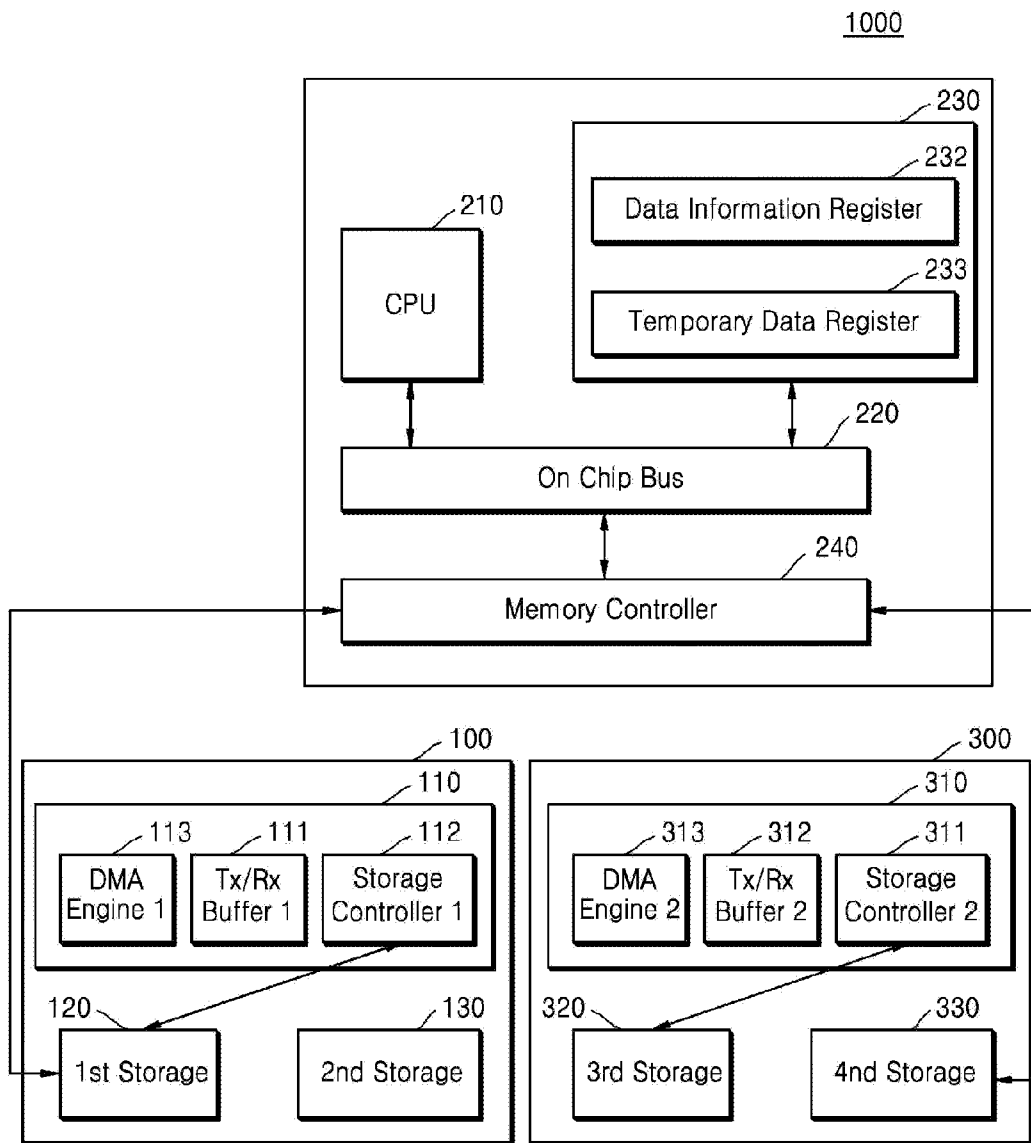 1000
230
232
Data Information Register
210
CPU
233
Temporary Data Register
220
On Chip Bus
240
Memory Controller
100
300
110
310
113
111
112
313
312
311
DMA
Engine 1
Tx/Rx
Buffer 1
Storage
Controller 1
DMA
Engine 2
Tx/Rx
Buffer 2
Storage
Controller 2
120
130
320
330
1st Storage
2nd Storage
3rd Storage
4nd Storage